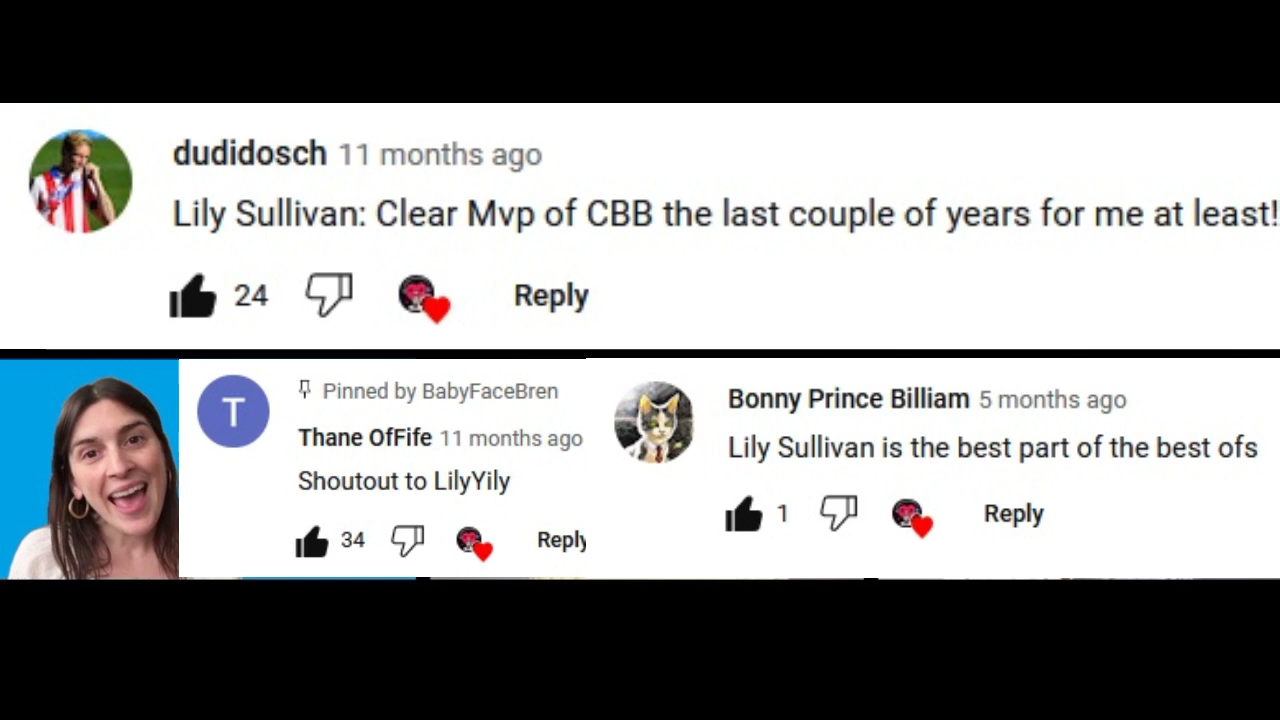 dudidosch 11 months ago
Lily Sullivan: Clear Mvp of CBB the last couple of years for me at least!
24 Reply
T
Pinned by BabyFaceBren
Thane OfFife 11 months ago
Shoutout to LilyYily
34 Reply
Bonny Prince Billiam 5 months ago
Lily Sullivan is the best part of the best ofs
1 Reply